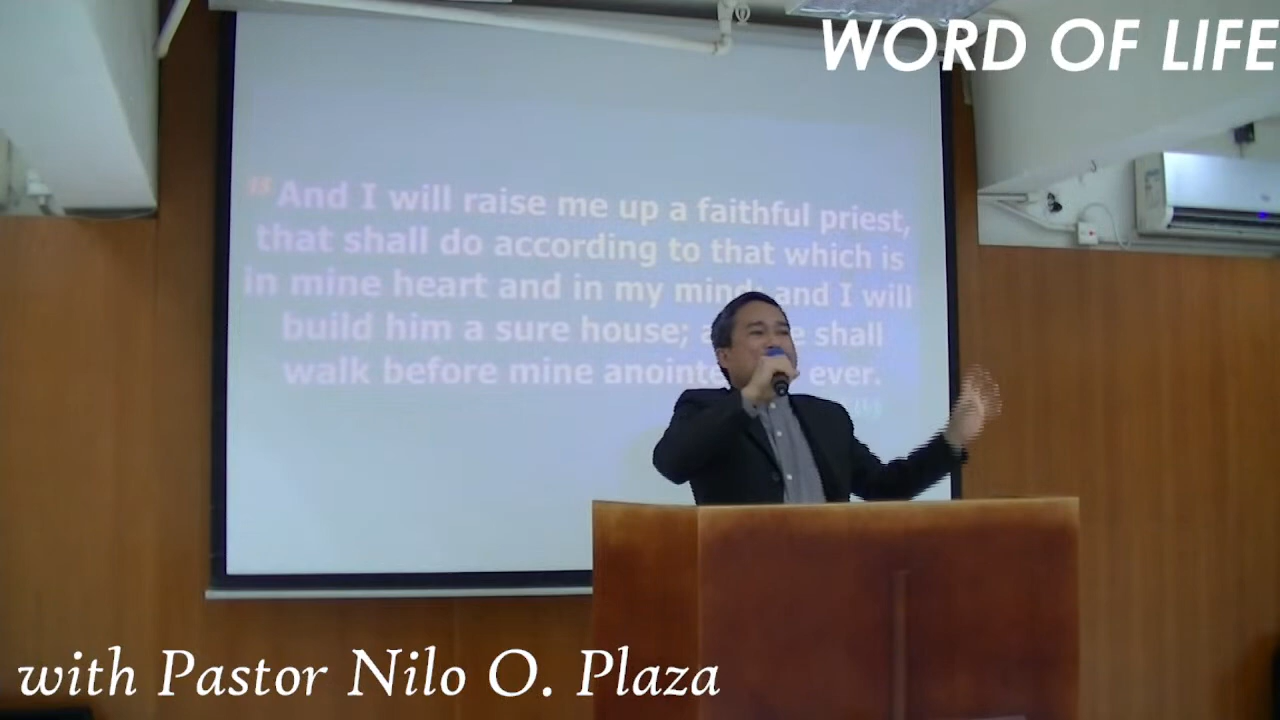 WORD OF LIFE
“And I will raise me up a faithful priest,
that shall do according to that which is
in mine heart and in my mind: and I will
build him a sure house; shall
walk before mine ever.
with Pastor Nilo O. Plaza